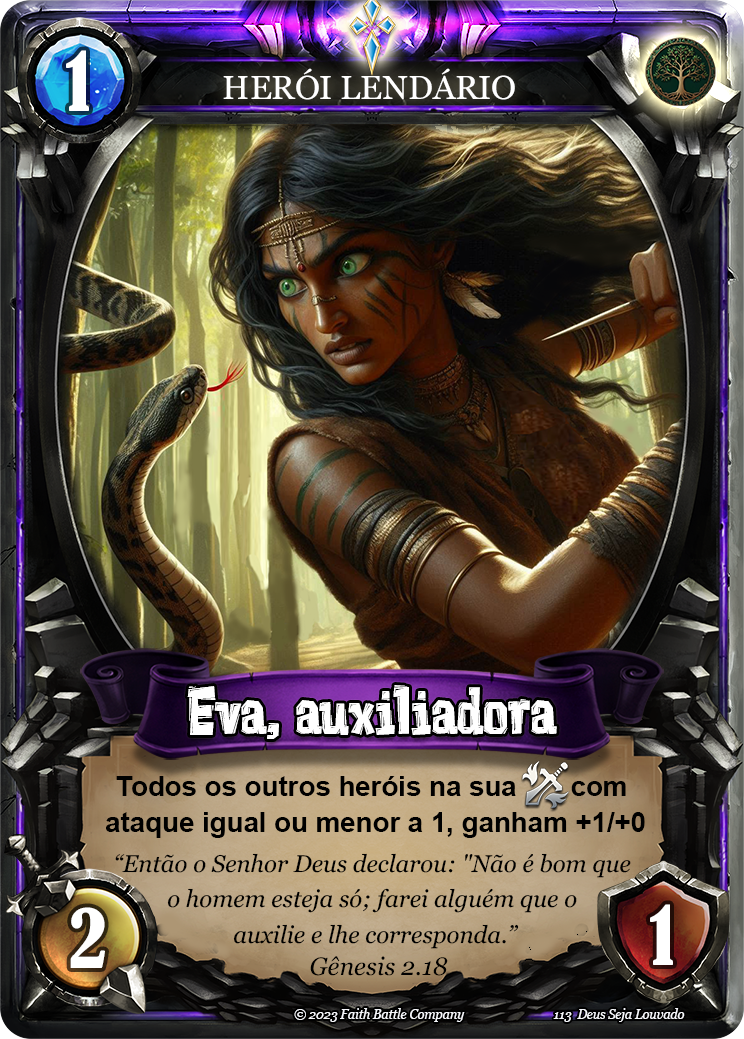 1
HERÓI LENDÁRIO
Eva, auxiliadora
Todos os outros heróis na sua com
ataque igual ou menor a 1, ganham +1/+0
“Então o Senhor Deus declarou: "Não é bom que
o homem esteja só; farei alguém que o
auxilie e lhe corresponda.”
Gênesis 2.18
2
1
© 2023 Faith Battle Company
113 Deus Seja Louvado